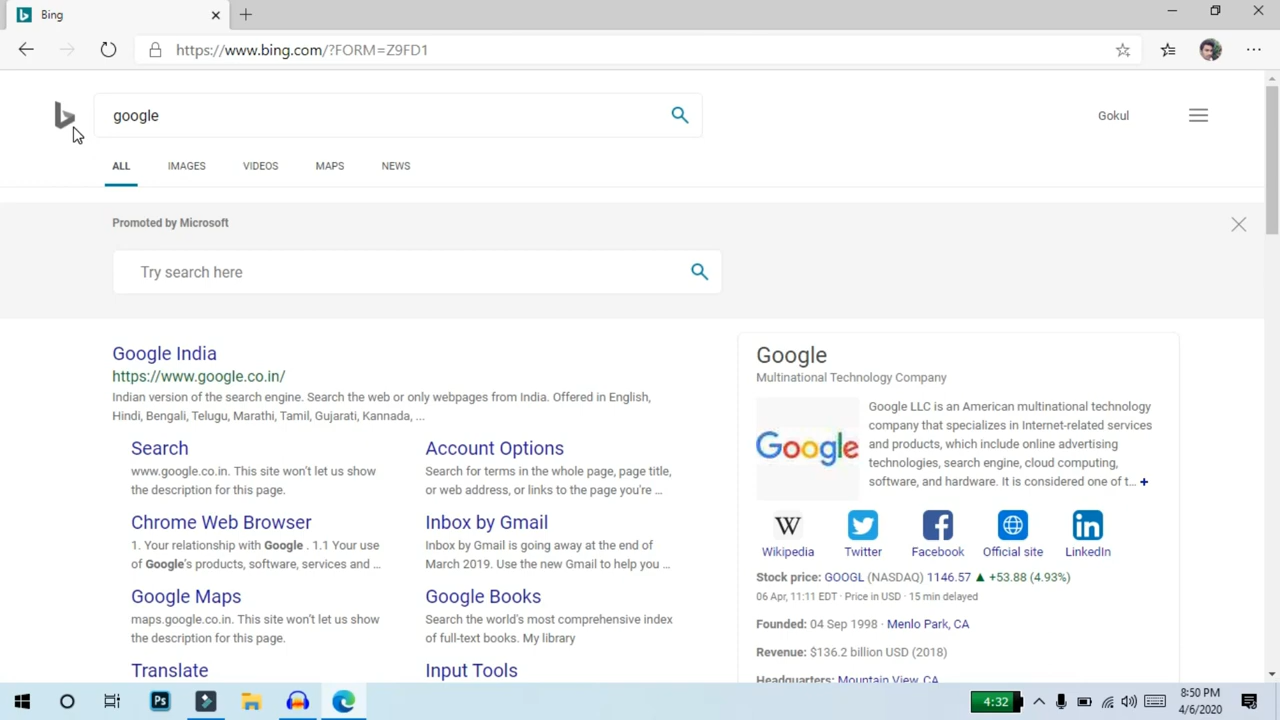 Bing
https://www.bing.com/?FORM=Z9FD1
google
Gokul
ALL IMAGES VIDEOS MAPS NEWS
Promoted by Microsoft
Try search here
Google India
https://www.google.co.in/
Indian version of the search engine. Search the web or only webpages from India. Offered in English,
Hindi, Bengali, Telugu, Marathi, Tamil, Gujarati, Kannada, ...
Search
www.google.co.in. This site won't let us show
the description for this page.
Account Options
Search for terms in the whole page, page title,
or web address, or links to the page you're ...
Chrome Web Browser
1. Your relationship with Google . 1.1 Your use
of Google's products, software, services and ...
Inbox by Gmail
Inbox by Gmail is going away at the end of
March 2019. Use the new Gmail to help you ...
Google Maps
maps.google.co.in. This site won't let us show
the description for this page.
Google Books
Search the world's most comprehensive index
of full-text books. My library
Translate
Input Tools
Google
Multinational Technology Company
Google
Google LLC is an American multinational technology
company that specializes in Internet-related services
and products, which include online advertising
technologies, search engine, cloud computing,
software, and hardware. It is considered one of t... +
W
Wikipedia Twitter Facebook Official site LinkedIn
Stock price: GOOGL (NASDAQ) 1146.57 ▲ +53.88 (4.93%)
06 Apr, 11:11 EDT · Price in USD · 15 min delayed
Founded: 04 Sep 1998 · Menlo Park, CA
Revenue: $136.2 billion USD (2018)
Headquarters: Mountain View, CA
Ps
4:32
8:50 PM
4/6/2020